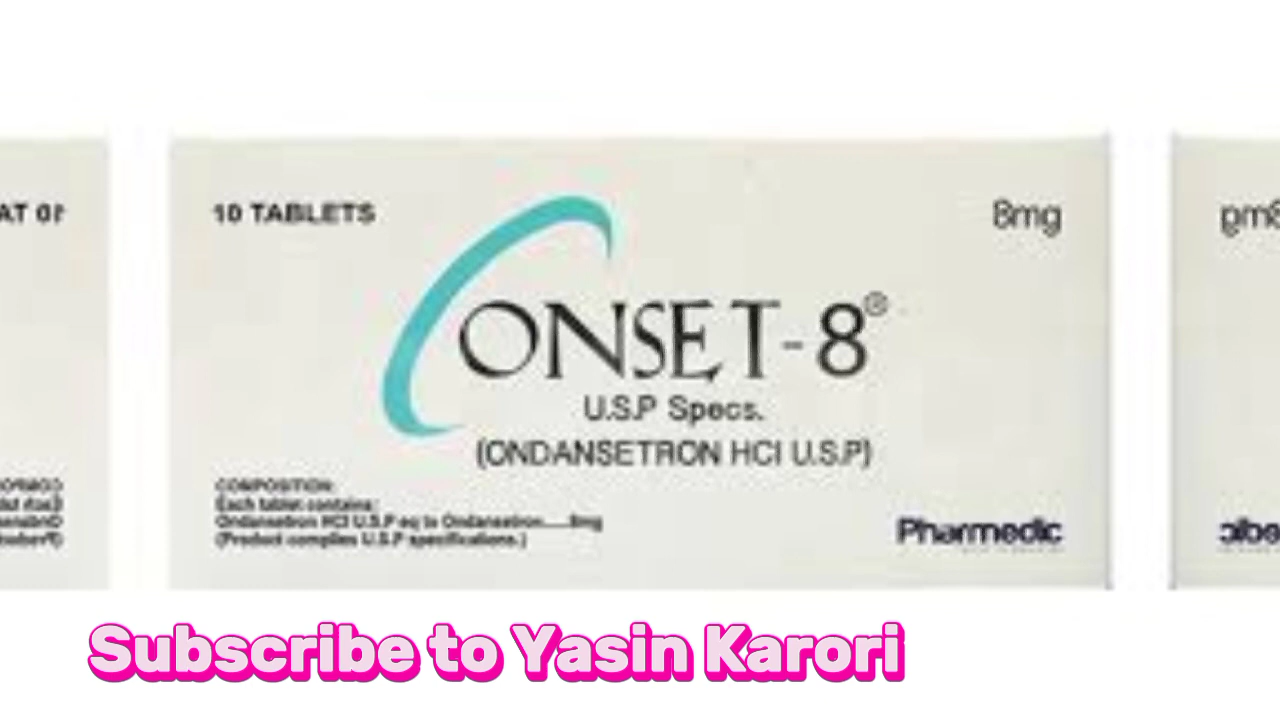 10 TABLETS
8mg
ONSET-8®
U.S.P Specs.
(ONDANSETRON HCl U.S.P)
COMPOSITION:
Each tablet contains:
Ondansetron HCl U.S.P eq to Ondansetron.....8mg
(Product complies U.S.P specifications.)
Pharmedic
Subscribe to Yasin Karori